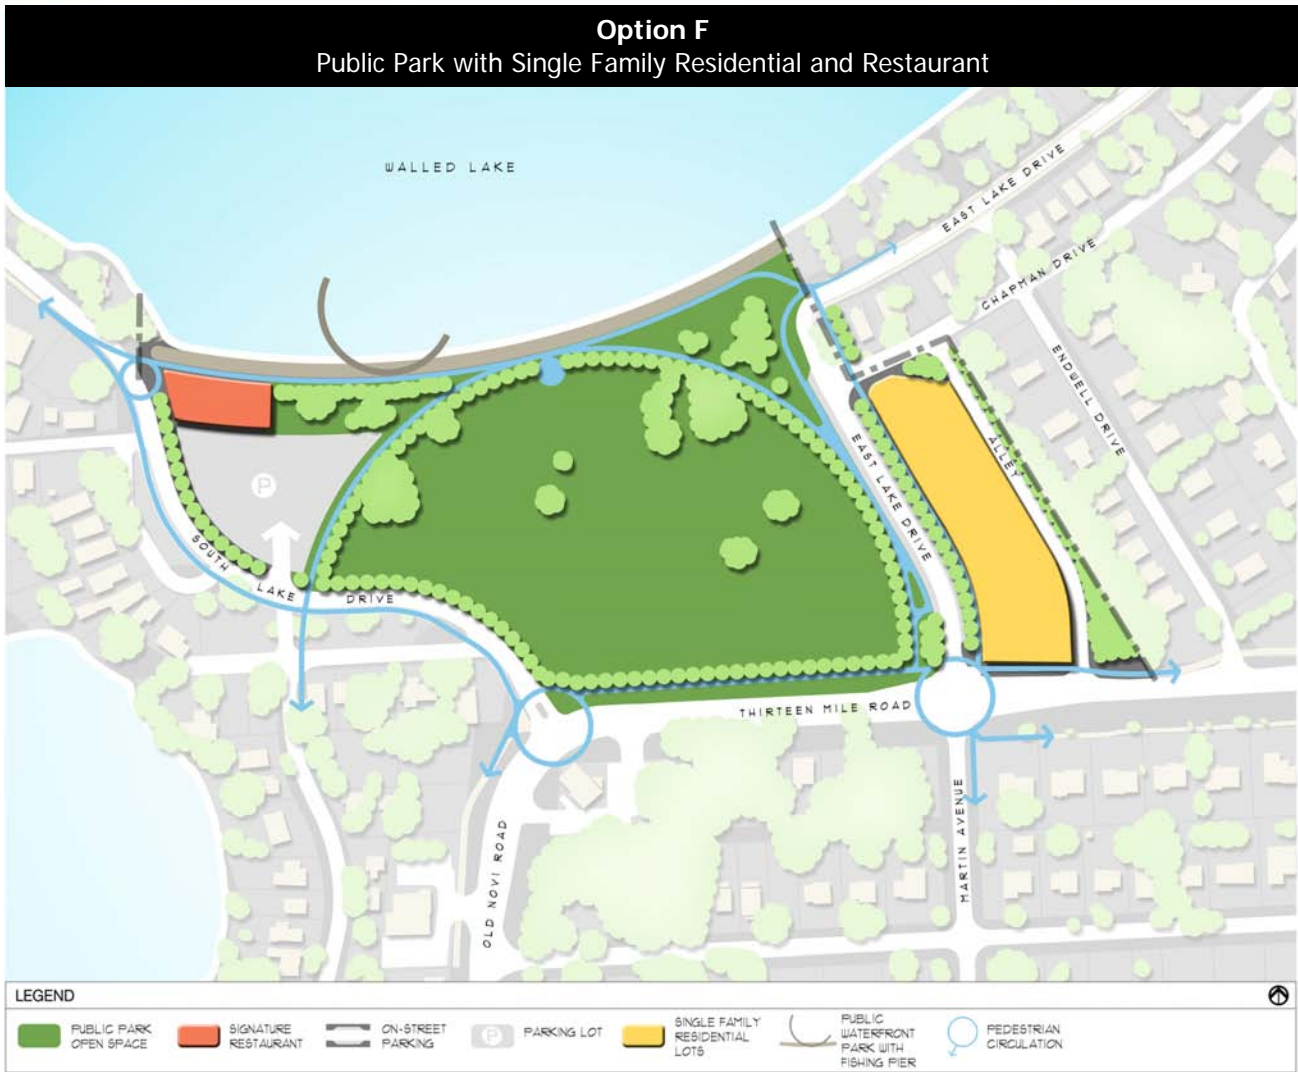 Option F
Public Park with Single Family Residential and Restaurant
WALLED LAKE
EAST LAKE DRIVE
CHAPMAN DRIVE
ENDWELL DRIVE
ALLEY
EAST LAKE DRIVE
P
SOUTH LAKE DRIVE
THIRTEEN MILE ROAD
OLD NOVI ROAD
MARTIN AVENUE
LEGEND
PUBLIC PARK
OPEN SPACE
SIGNATURE
RESTAURANT
ON-STREET
PARKING
P
PARKING LOT
SINGLE FAMILY
RESIDENTIAL
LOTS
PUBLIC
WATERFRONT
PARK WITH
FISHING PIER
PEDESTRIAN
CIRCULATION